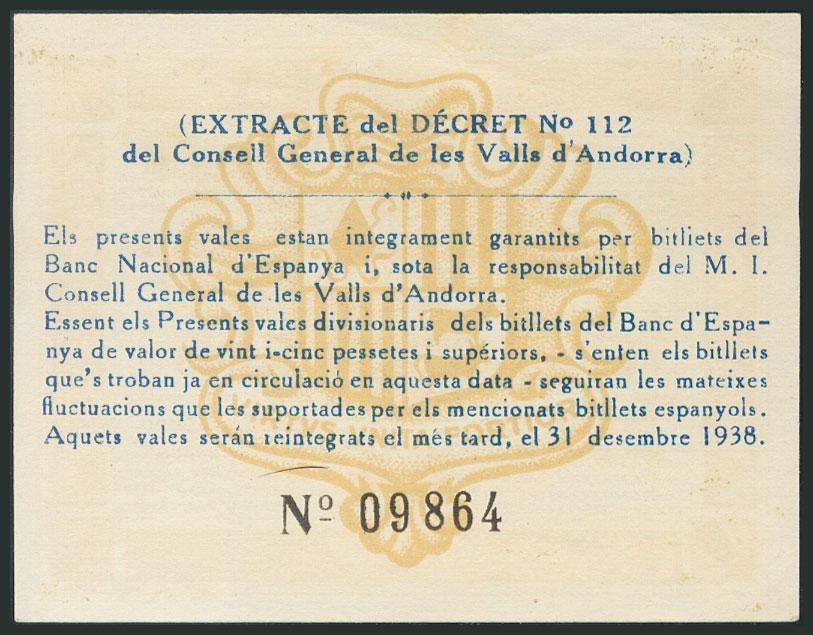 (EXTRACTE del DÉCRET Nº 112
del Consell General de les Valls d'Andorra)
Els presents vales estan integrament garantits per bitllets del
Banc Nacional d'Espanya i, sota la responsabilitat del M. I.
Consell General de les Valls d'Andorra.
Essent els Presents vales divisionaris dels bitllets del Banc d'Espa-
nya de valor de vint i-cinc pessetes i supériors, - s'enten els bitllets
que's troban ja en circulació en aquesta data - seguiran les mateixes
fluctuacions que les suportades per els mencionats bitllets espanyols.
Aquets vales serán reintegrats el més tard, el 31 desembre 1938.
Nº 09864